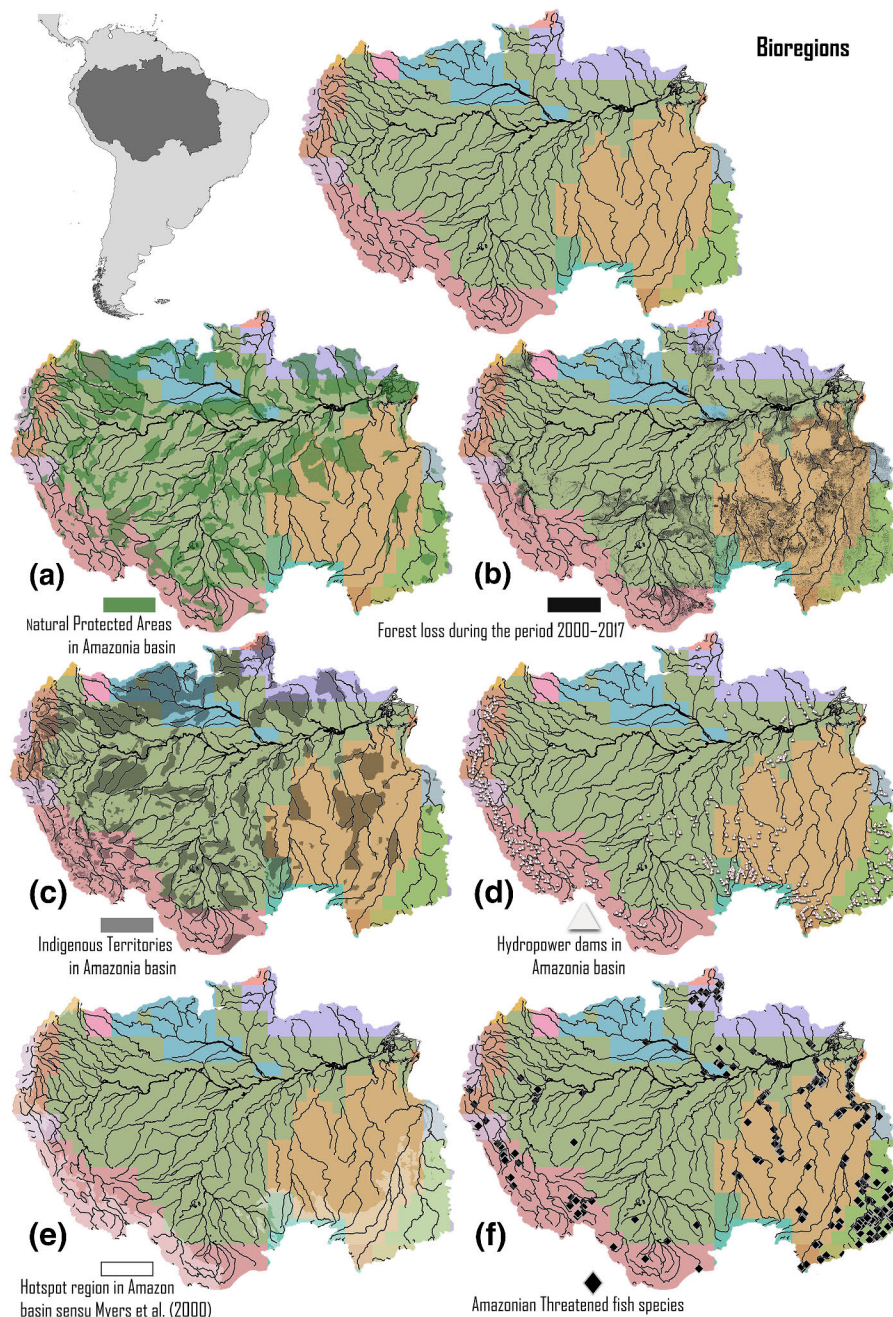 Bioregions
(a)
Natural Protected Areas
in Amazonia basin
(b)
Forest loss during the period 2000–2017
(c)
Indigenous Territories
in Amazonia basin
(d)
Hydropower dams in
Amazonia basin
(e)
Hotspot region in Amazon
basin sensu Myers et al. (2000)
(f)
Amazonian Threatened fish species